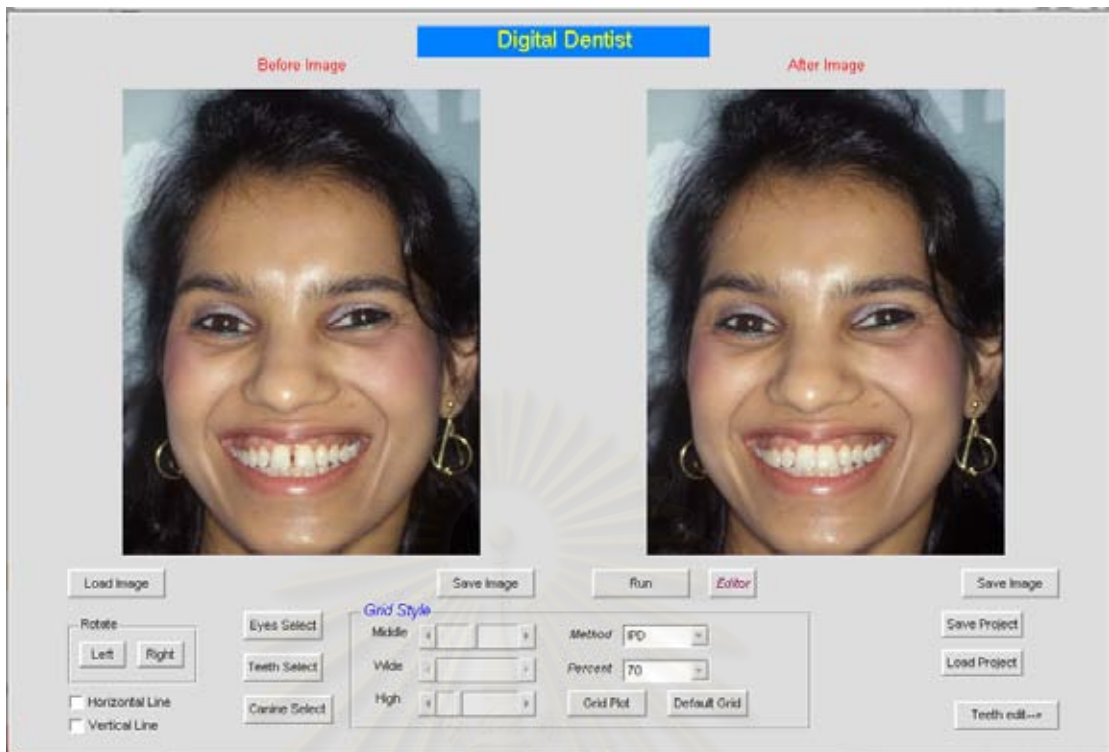 Digital Dentist
Before Image
After Image
Load Image
Save Image
Run
Editor
Save Image
Rotate
Left
Right
Horizontal Line
Vertical Line
Eyes Select
Teeth Select
Canine Select
Grid Style
Middle
Wide
High
Method
IPD
Percent
70
Grid Plot
Default Grid
Save Project
Load Project
Teeth edit-->